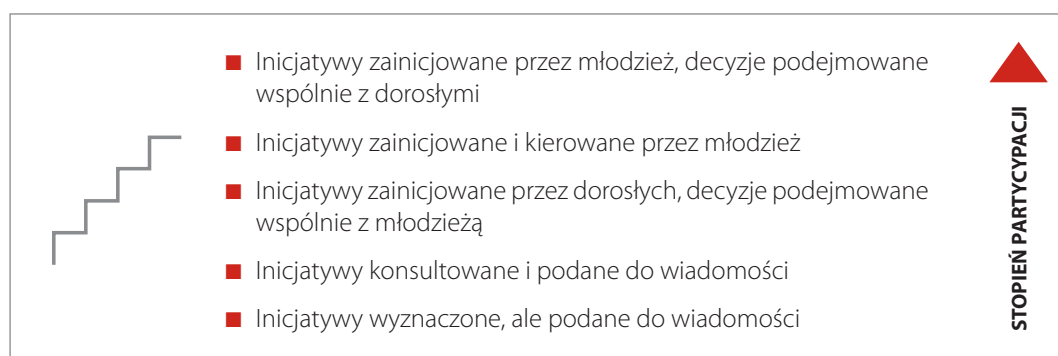 Inicjatywy zainicjowane przez młodzież, decyzje podejmowane
wspólnie z dorosłymi
Inicjatywy zainicjowane i kierowane przez młodzież
Inicjatywy zainicjowane przez dorosłych, decyzje podejmowane
wspólnie z młodzieżą
Inicjatywy konsultowane i podane do wiadomości
Inicjatywy wyznaczone, ale podane do wiadomości
STOPIEŃ PARTYCYPACJI